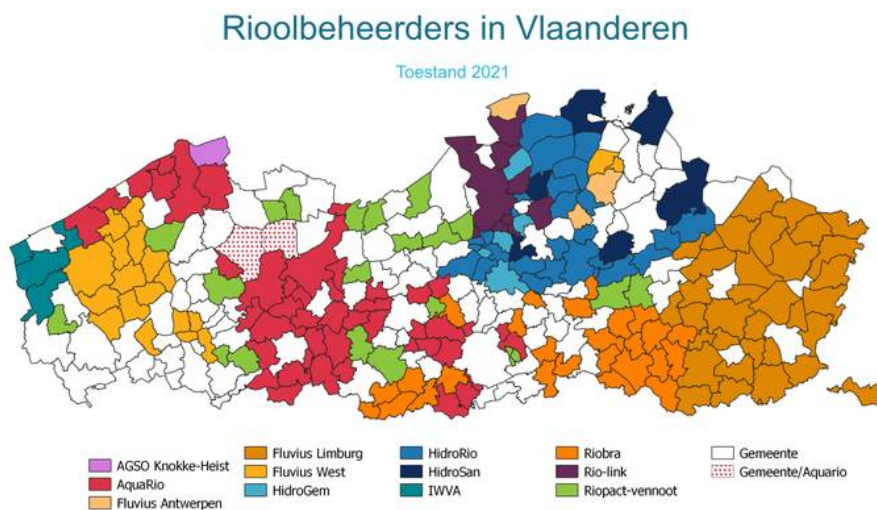 Rioolbeheerders in Vlaanderen
Toestand 2021
AGSO Knokke-Heist
AquaRio
Fluvius Antwerpen
Fluvius Limburg
Fluvius West
HidroGem
HidroRio
HidroSan
IWVA
Riobra
Rio-link
Riopact-vennoot
Gemeente
Gemeente/Aquario